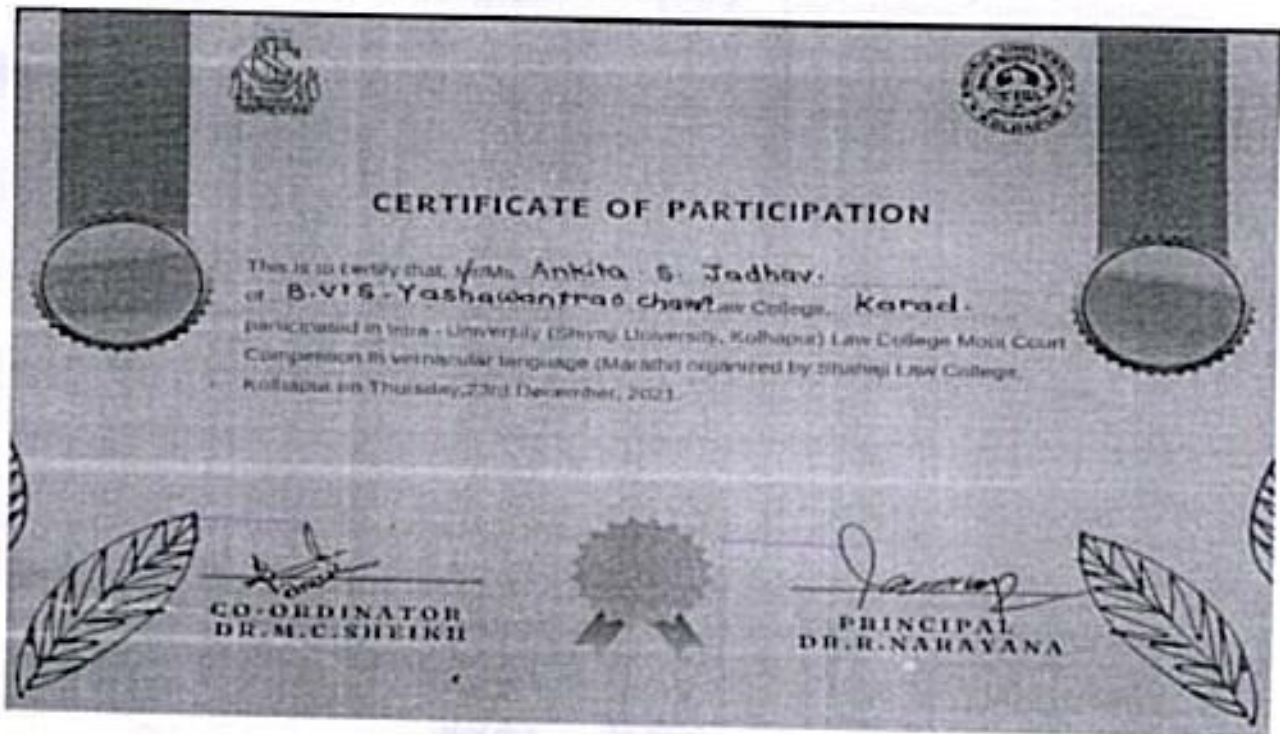 CERTIFICATE OF PARTICIPATION
This is to certify that, Mr/Ms Ankita S. Jadhav.
of B.V's - Yashawantrao Chavan Law College, Karad.
participated in Intra - University (Shivaji University, Kolhapur) Law College Moot Court
Competition in vernacular language (Marathi) organized by Shahaji Law College,
Kolhapur on Thursday, 23rd December, 2021.
CO-ORDINATOR
DR.M.C.SHEIKH
PRINCIPAL
DR.R.NARAYANA